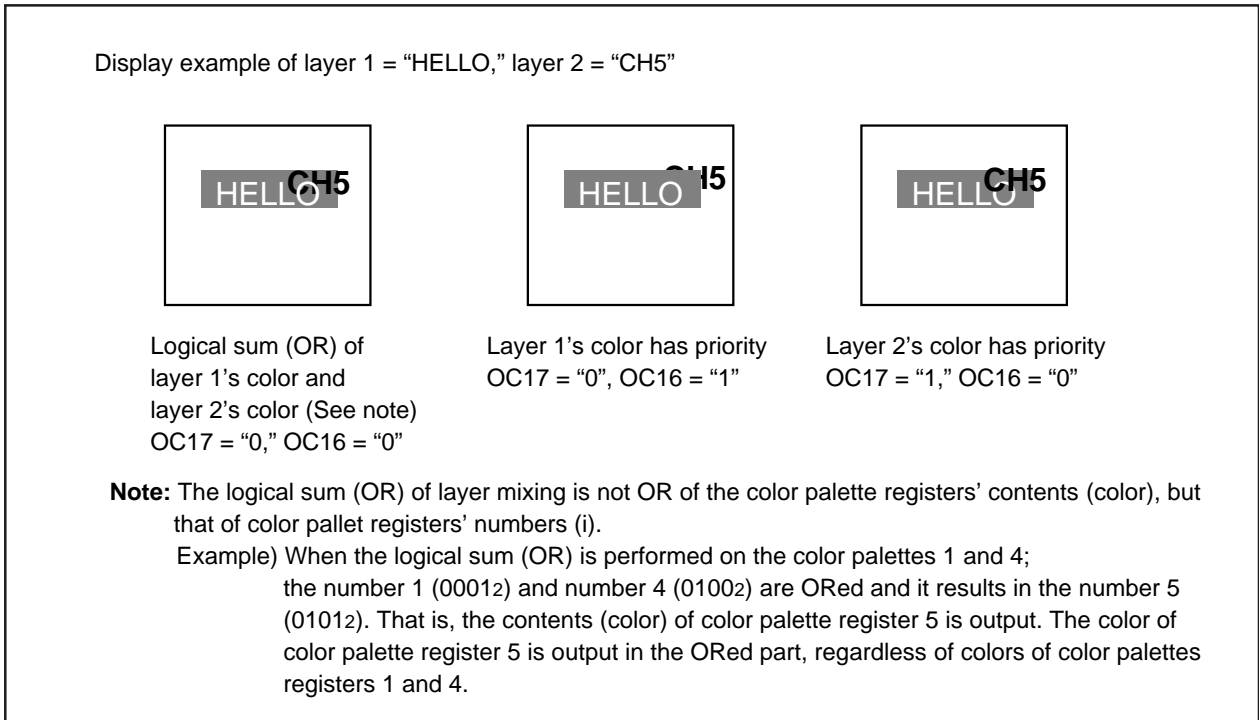 Display example of layer 1 = “HELLO,” layer 2 = “CH5”
HELLO CH5
HELLO H5
HELLO CH5
Logical sum (OR) of
layer 1’s color and
layer 2’s color (See note)
OC17 = “0,” OC16 = “0”
Layer 1’s color has priority
OC17 = “0”, OC16 = “1”
Layer 2’s color has priority
OC17 = “1,” OC16 = “0”
Note: The logical sum (OR) of layer mixing is not OR of the color palette registers’ contents (color), but
that of color pallet registers’ numbers (i).
Example) When the logical sum (OR) is performed on the color palettes 1 and 4;
the number 1 (00012) and number 4 (01002) are ORed and it results in the number 5
(01012). That is, the contents (color) of color palette register 5 is output. The color of
color palette register 5 is output in the ORed part, regardless of colors of color palettes
registers 1 and 4.